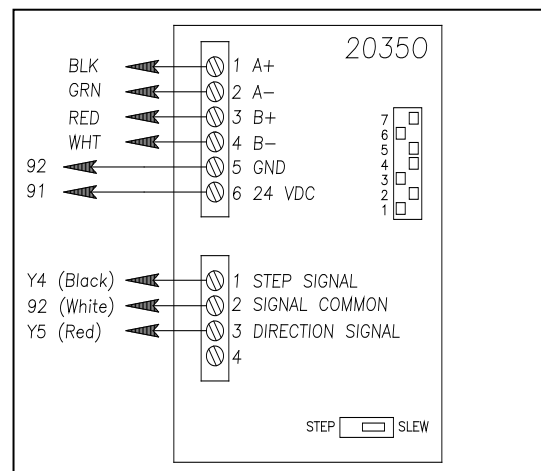 20350
BLK 1 A+
GRN 2 A-
RED 3 B+
WHT 4 B-
92 5 GND
91 6 24 VDC
7
6
5
4
3
2
1
Y4 (Black) 1 STEP SIGNAL
92 (White) 2 SIGNAL COMMON
Y5 (Red) 3 DIRECTION SIGNAL
4
STEP SLEW